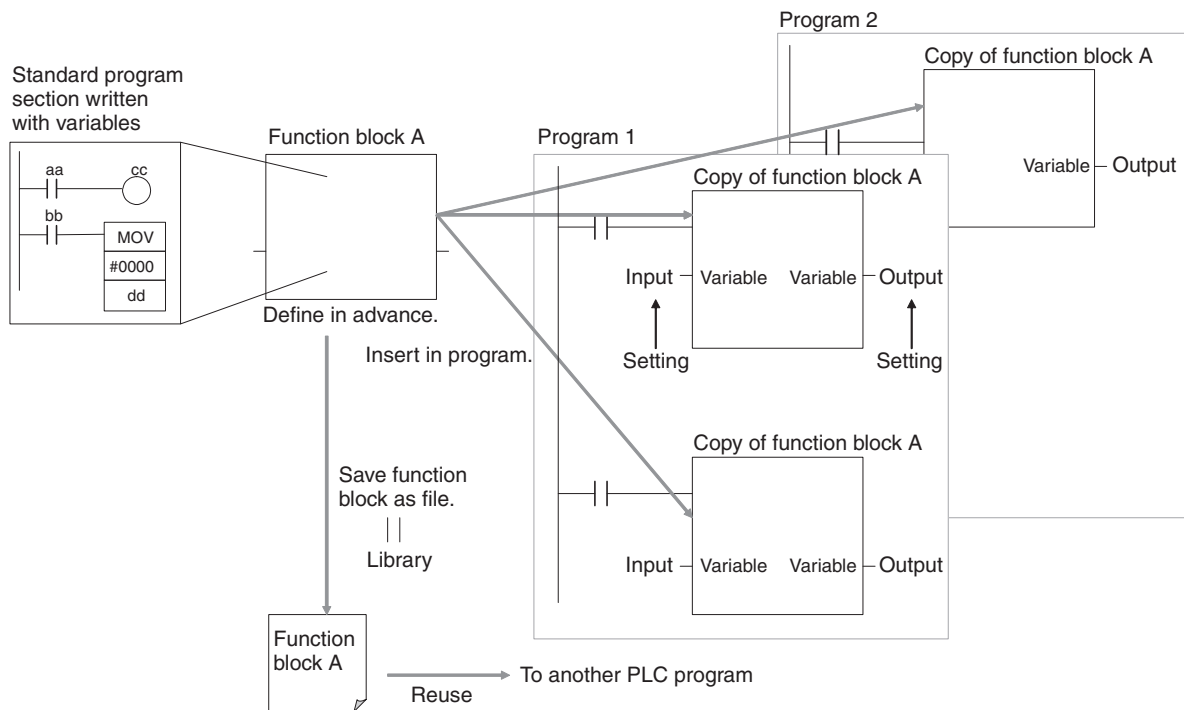 Program 2
Copy of function block A
Variable
Output
Standard program
section written
with variables
aa
cc
bb
MOV
#0000
dd
Function block A
Define in advance.
Insert in program.
Program 1
Copy of function block A
Input
Variable
Variable
Output
Setting
Setting
Copy of function block A
Input
Variable
Variable
Output
Save function
block as file.
Library
Function
block A
Reuse
To another PLC program